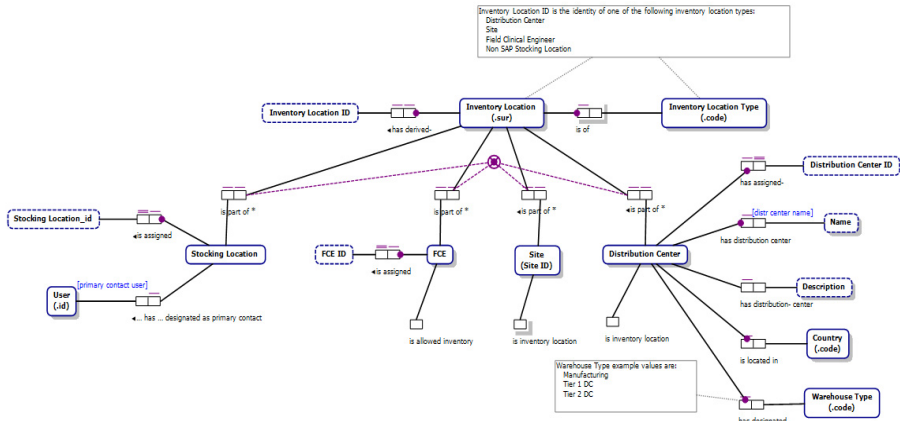 Inventory Location ID is the identity of one of the following inventory location types:
Distribution Center
Site
Field Clinical Engineer
Non SAP Stocking Location
Inventory Location ID
◄has derived-
Inventory Location
(.sur)
is of
Inventory Location Type
(.code)
Distribution Center ID
has assigned-
is part of *
is part of *
◄is part of *
◄is part of *
Stocking Location_id
◄is assigned
[distr center name]
Name
has distribution center
Stocking Location
FCE ID
◄is assigned
FCE
Site
(Site ID)
Distribution Center
[primary contact user]
User
(.id)
◄... has ... designated as primary contact
Description
has distribution- center
is allowed inventory
is inventory location
is inventory location
Country
(.code)
is located in
Warehouse Type example values are:
Manufacturing
Tier 1 DC
Tier 2 DC
Warehouse Type
(.code)
has designated